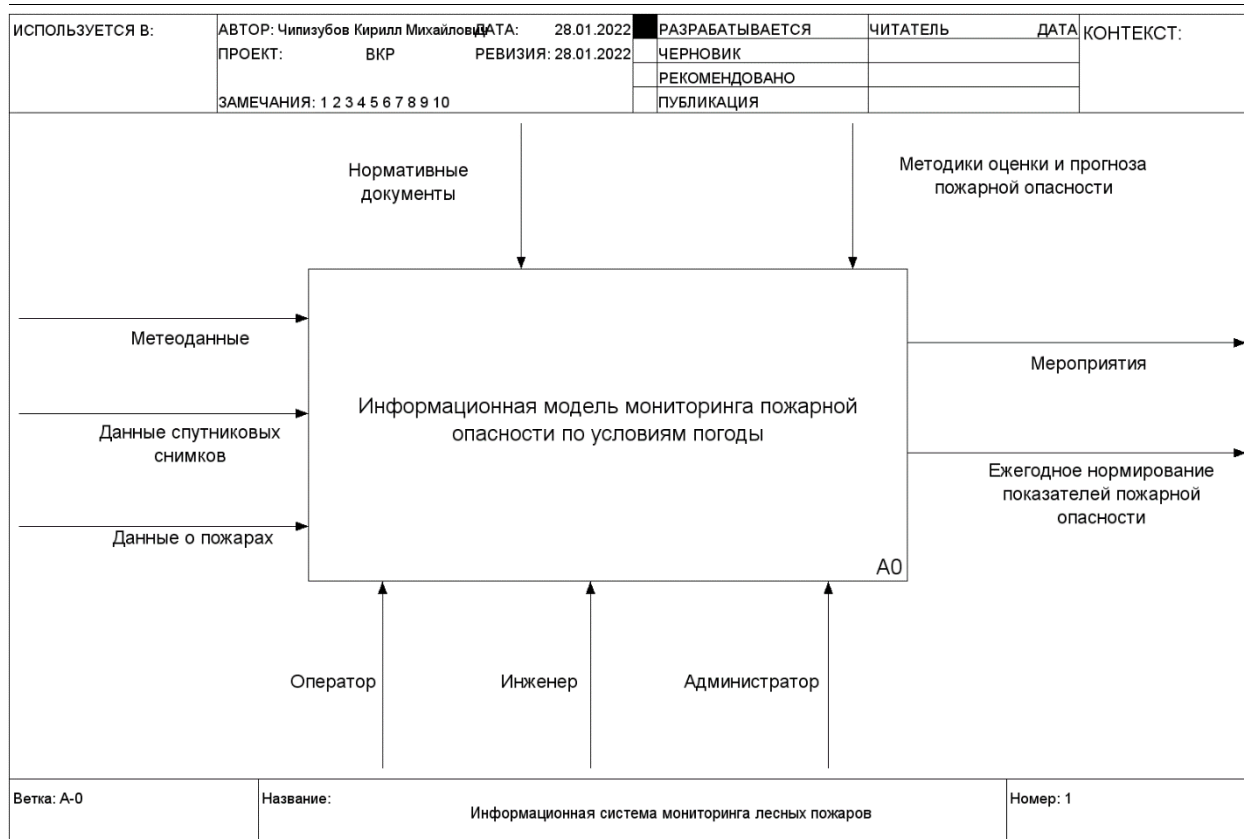 ИСПОЛЬЗУЕТСЯ В:
АВТОР: Чипизубов Кирилл Михайлович
ДАТА: 28.01.2022
РАЗРАБАТЫВАЕТСЯ
ЧИТАТЕЛЬ
ДАТА
КОНТЕКСТ:
ПРОЕКТ: ВКР
РЕВИЗИЯ: 28.01.2022
ЧЕРНОВИК
РЕКОМЕНДОВАНО
ЗАМЕЧАНИЯ: 1 2 3 4 5 6 7 8 9 10
ПУБЛИКАЦИЯ
Нормативные
документы
Методики оценки и прогноза
пожарной опасности
Метеоданные
Данные спутниковых
снимков
Данные о пожарах
Информационная модель мониторинга пожарной
опасности по условиям погоды
A0
Мероприятия
Ежегодное нормирование
показателей пожарной
опасности
Оператор
Инженер
Администратор
Ветка: A-0
Название:
Информационная система мониторинга лесных пожаров
Номер: 1